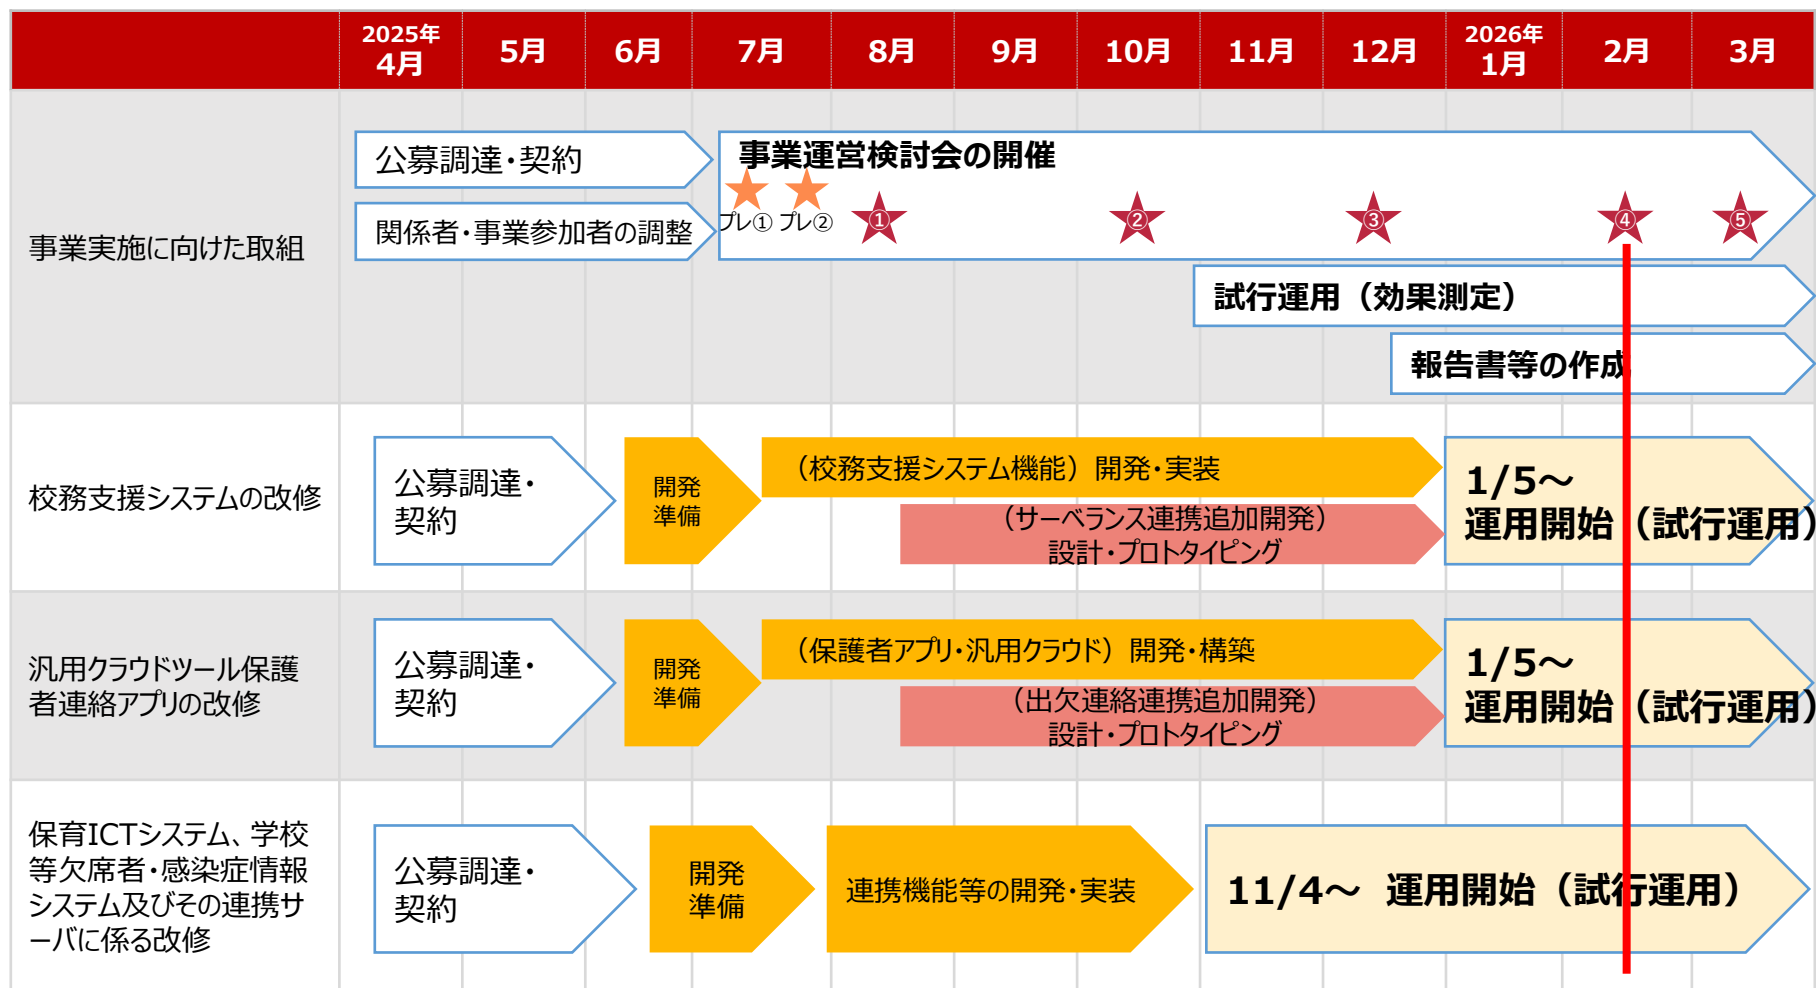 2025年
4月
5月
6月
7月
8月
9月
10月
11月
12月
2026年
1月
2月
3月
事業実施に向けた取組
公募調達・契約
関係者・事業参加者の調整
事業運営検討会の開催
プレ① プレ②
①
②
③
④
⑤
試行運用（効果測定）
報告書等の作成
校務支援システムの改修
公募調達・
契約
開発
準備
（校務支援システム機能）開発・実装
（サーベランス連携追加開発）
設計・プロトタイピング
1/5～
運用開始（試行運用）
汎用クラウドツール保護
者連絡アプリの改修
公募調達・
契約
開発
準備
（保護者アプリ・汎用クラウド）開発・構築
（出欠連絡連携追加開発）
設計・プロトタイピング
1/5～
運用開始（試行運用）
保育ICTシステム、学校
等欠席者・感染症情報
システム及びその連携サ
ーバに係る改修
公募調達・
契約
開発
準備
連携機能等の開発・実装
11/4～ 運用開始（試行運用）